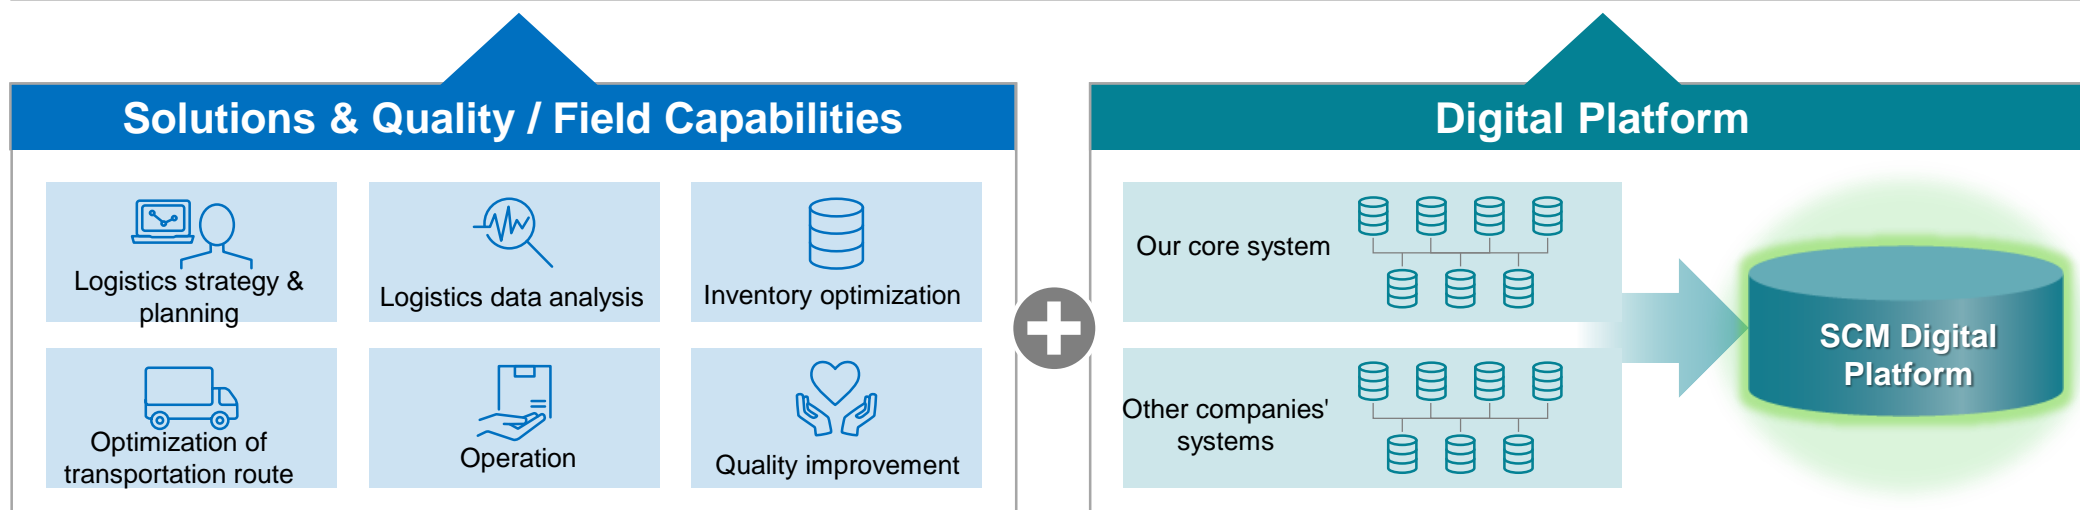 Solutions & Quality / Field Capabilities
Logistics strategy &
planning
Logistics data analysis
Inventory optimization
Optimization of
transportation route
Operation
Quality improvement
Digital Platform
Our core system
Other companies'
systems
SCM Digital
Platform